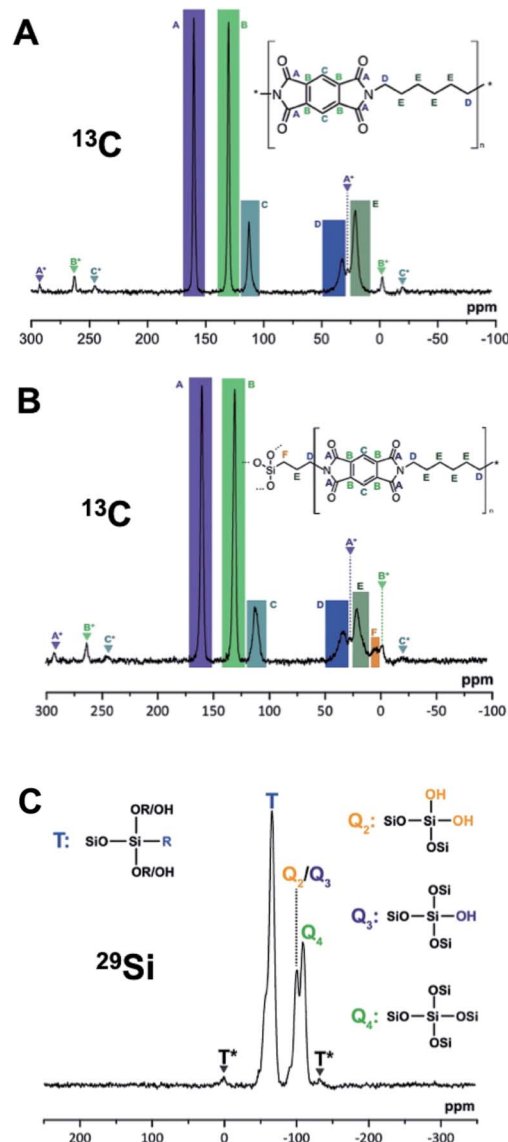 A
A
B
C
D
A*
E
A*
B*
C*
B*
C*
13C
O
A
B
C
B
A
O
*
N
N
A
B
C
B
A
O
O
D
E
E
E
E
D
*
n
300
250
200
150
100
50
0
-50
-100
ppm
B
A
B
C
D
A*
E
F
B*
A*
B*
C*
C*
13C
O
O
Si
O
F
E
D
O
A
B
C
B
A
O
N
N
A
B
C
B
A
O
O
D
E
E
E
E
D
*
n
300
250
200
150
100
50
0
-50
-100
ppm
C
T:
OR/OH
SiO
Si
R
OR/OH
T
Q2/Q3
Q4
Q2:
OH
SiO
Si
OH
OSi
Q3:
OSi
SiO
Si
OH
OSi
Q4:
OSi
SiO
Si
OSi
OSi
29Si
T*
T*
200
100
0
-100
-200
-300
ppm